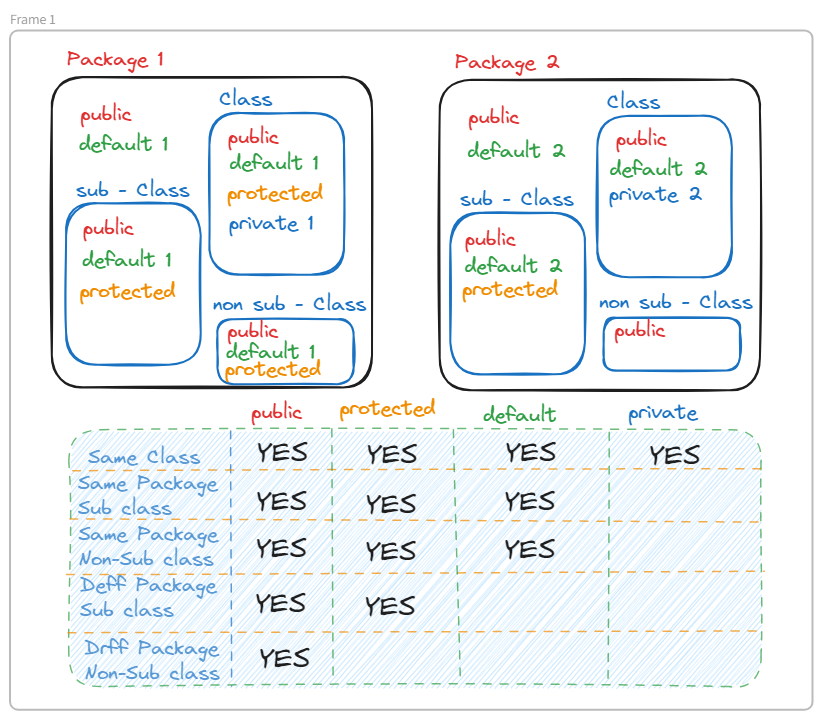 Frame 1
Package 1
public
default 1
Class
public
default 1
protected
private 1
sub - Class
public
default 1
protected
non sub - Class
public
default 1
protected
Package 2
public
default 2
Class
public
default 2
private 2
sub - Class
public
default 2
protected
non sub - Class
public
public protected default private
Same Class YES YES YES YES
Same Package
Sub class YES YES YES
Same Package
Non-Sub class YES YES YES
Deff Package
Sub class YES YES
Drff Package
Non-Sub class YES